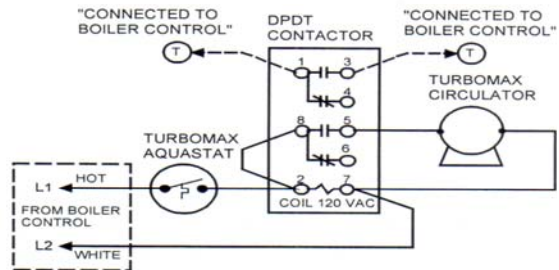 "CONNECTED TO
BOILER CONTROL"
T
DPDT
CONTACTOR
"CONNECTED TO
BOILER CONTROL"
T
1 3
4
TURBOMAX
CIRCULATOR
8 5
6
TURBOMAX
AQUASTAT
2 7
COIL 120 VAC
L1 HOT
FROM BOILER
CONTROL
L2 WHITE